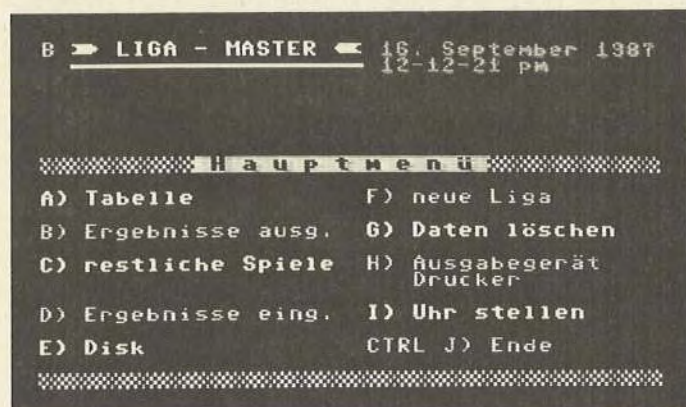 B LIGA - MASTER 16. September 1987
12-12-21 pm
Hauptmenü
A) Tabelle F) neue Liga
B) Ergebnisse ausg. G) Daten löschen
C) restliche Spiele H) Ausgabegerät
Drucker
D) Ergebnisse eing. I) Uhr stellen
E) Disk CTRL J) Ende